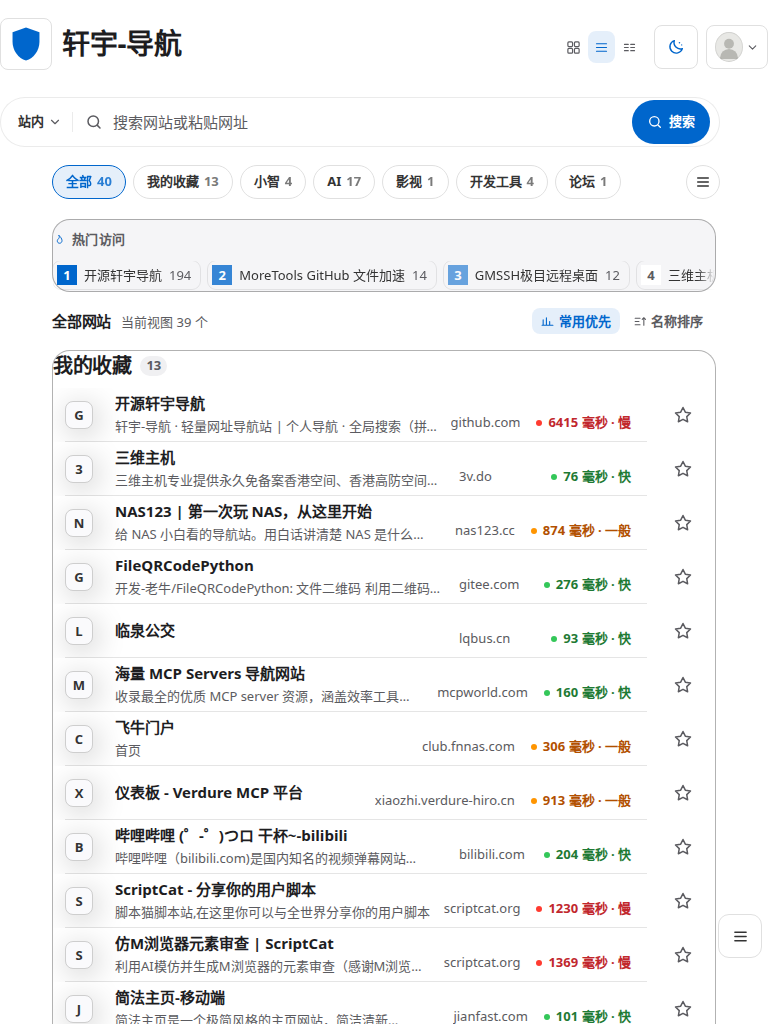 轩宇-导航
站内 搜索网站或粘贴网址 搜索
全部 40 我的收藏 13 小智 4 AI 17 影视 1 开发工具 4 论坛 1
热门访问
1 开源轩宇导航 194 2 MoreTools GitHub 文件加速 14 3 GMSSH极目远程桌面 12 4 三维主
全部网站 当前视图 39 个 常用优先 名称排序
我的收藏 13
G 开源轩宇导航
轩宇-导航 · 轻量网址导航站 | 个人导航 · 全局搜索（拼... github.com 6415 毫秒 · 慢
3 三维主机
三维主机专业提供永久免备案香港空间、香港高防空间... 3v.do 76 毫秒 · 快
N NAS123 | 第一次玩 NAS，从这里开始
给 NAS 小白看的导航站。用白话讲清楚 NAS 是什么... nas123.cc 874 毫秒 · 一般
G FileQRCodePython
开发-老牛/FileQRCodePython: 文件二维码 利用二维码... gitee.com 276 毫秒 · 快
L 临泉公交 lqbus.cn 93 毫秒 · 快
M 海量 MCP Servers 导航网站
收录最全的优质 MCP server 资源，涵盖效率工具... mcpworld.com 160 毫秒 · 快
C 飞牛门户
首页 club.fnnas.com 306 毫秒 · 一般
X 仪表板 - Verdure MCP 平台 xiaozhi.verdure-hiro.cn 913 毫秒 · 一般
B 哔哩哔哩 (゜-゜)つロ 干杯~-bilibili
哔哩哔哩（bilibili.com)是国内知名的视频弹幕网站... bilibili.com 204 毫秒 · 快
S ScriptCat - 分享你的用户脚本
脚本猫脚本站,在这里你可以与全世界分享你的用户脚本 scriptcat.org 1230 毫秒 · 慢
S 仿M浏览器元素审查 | ScriptCat
利用AI模仿并生成M浏览器的元素审查（感谢M浏览... scriptcat.org 1369 毫秒 · 慢
J 简法主页-移动端
简法主页是一个极简风格的主页网站，简洁清新... jianfast.com 101 毫秒 · 快